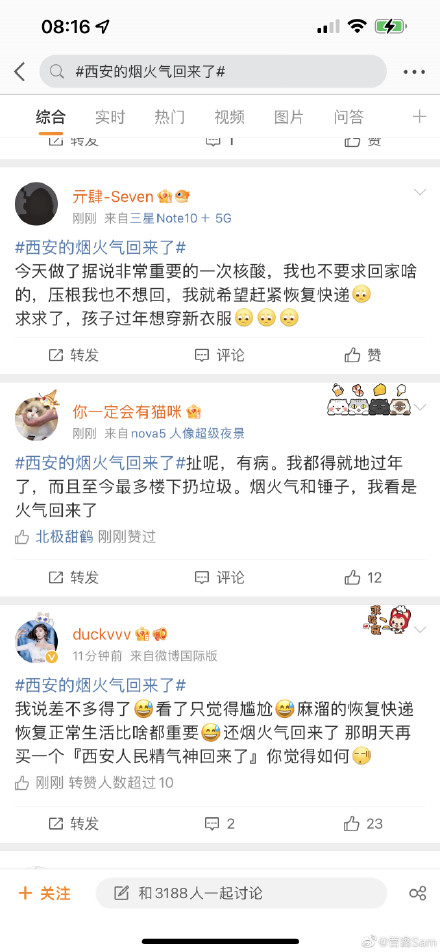 08:16
#西安的烟火气回来了#
综合 实时 热门 视频 图片 问答
转发 1 赞
亓肆-Seven
刚刚 来自三星Note10＋ 5G
#西安的烟火气回来了#
今天做了据说非常重要的一次核酸，我也不要求回家啥
的，压根我也不想回，我就希望赶紧恢复快递
求求了，孩子过年想穿新衣服
转发 评论 赞
你一定会有猫咪
刚刚 来自nova5 人像超级夜景
#西安的烟火气回来了#扯呢，有病。我都得就地过年
了，而且至今最多楼下扔垃圾。烟火气和锤子，我看是
火气回来了
北极甜鹤 刚刚赞过
转发 评论 12
duckvvv
11分钟前 来自微博国际版
#西安的烟火气回来了#
我说差不多得了看了只觉得尴尬麻溜的恢复快递
恢复正常生活比啥都重要还烟火气回来了 那明天再
买一个『西安人民精气神回来了』你觉得如何
刚刚 转赞人数超过10
转发 2 23
+ 关注 和3188人一起讨论